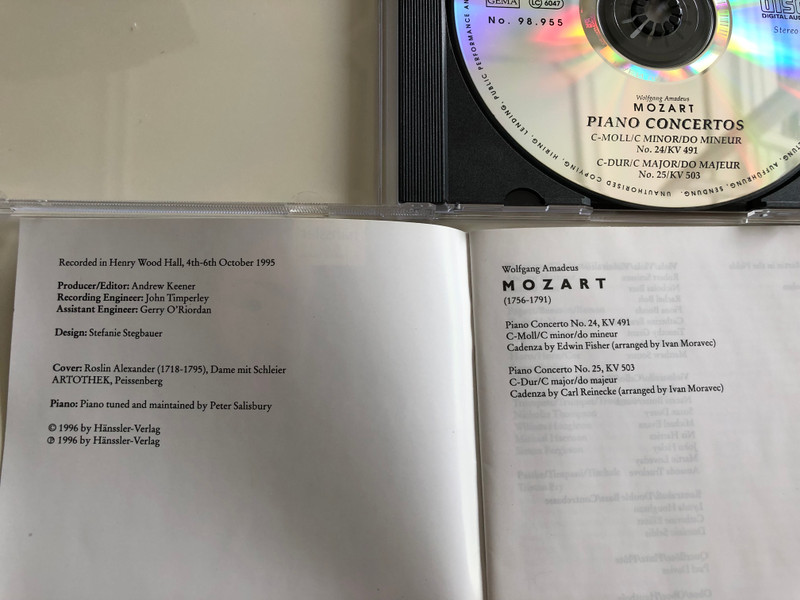 GEMA
LC 6047
No. 98.955
DIGITAL AUD
Stereo
PUBLIC PERFORMANCE AN
UNAUTHORISED COPYING, HIRING, LENDING,
TUNG, AUFFÜHRUNG, SENDUNG.
Wolfgang Amadeus
MOZART
PIANO CONCERTOS
C-MOLL/C MINOR/DO MINEUR
No. 24/KV 491
C-DUR/C MAJOR/DO MAJEUR
No. 25/KV 503
Recorded in Henry Wood Hall, 4th-6th October 1995
Producer/Editor: Andrew Keener
Recording Engineer: John Timperley
Assistant Engineer: Gerry O'Riordan
Design: Stefanie Stegbauer
Cover: Roslin Alexander (1718-1795), Dame mit Schleier
ARTOTHEK, Peissenberg
Piano: Piano tuned and maintained by Peter Salisbury
© 1996 by Hänssler-Verlag
℗ 1996 by Hänssler-Verlag
Wolfgang Amadeus
MOZART
(1756-1791)
Piano Concerto No. 24, KV 491
C-Moll/C minor/do mineur
Cadenza by Edwin Fisher (arranged by Ivan Moravec)
Piano Concerto No. 25, KV 503
C-Dur/C major/do majeur
Cadenza by Carl Reinecke (arranged by Ivan Moravec)